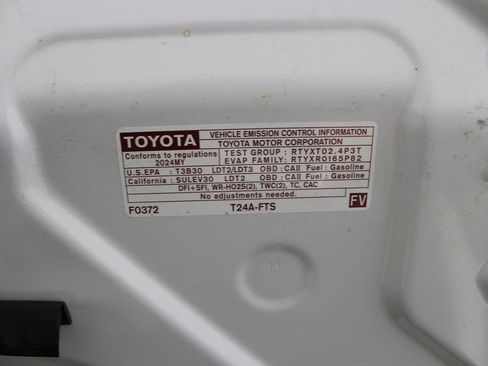 TOYOTA VEHICLE EMISSION CONTROL INFORMATION
TOYOTA MOTOR CORPORATION
Conforms to regulations TEST GROUP : RTYXT02.4P3T
2024MY EVAP FAMILY: RTYXR0165P82
U.S.EPA : T3B30 LDT2/LDT3 OBD : CAII Fuel : Gasoline
California : SULEV30 LDT2 OBD : CAII Fuel : Gasoline
DFI+SFI, WR-HO2S(2), TWC(2), TC, CAC
No adjustments needed.
F0372 T24A-FTS FV